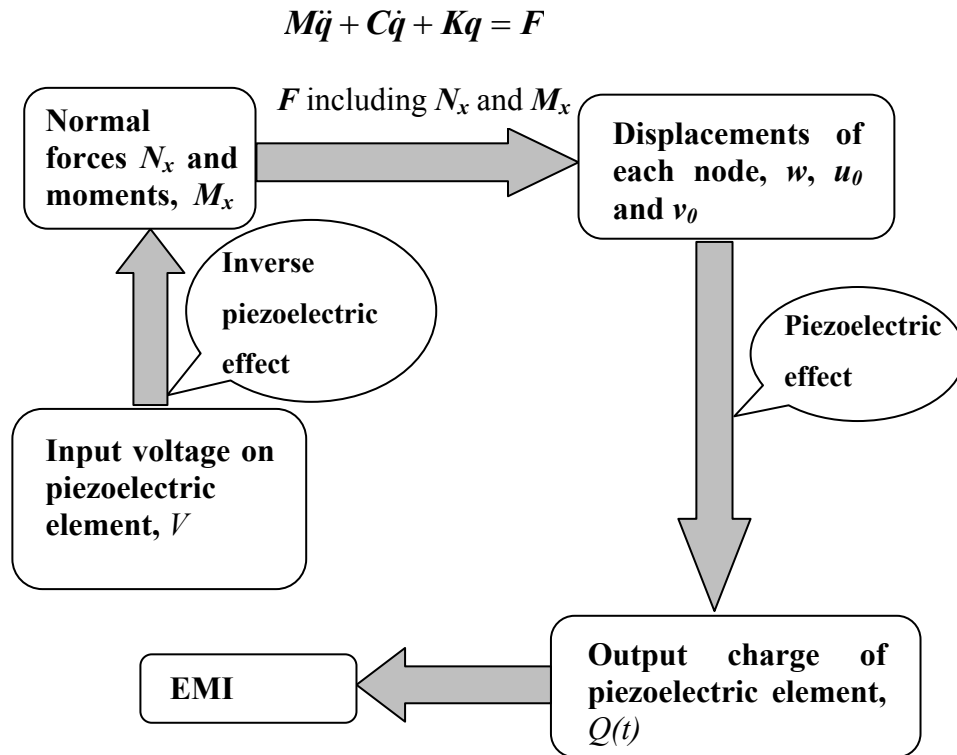 Mq̈ + Cq̇ + Kq = F
F including Nₓ and Mₓ
Normal
forces Nₓ and
moments, Mₓ
Displacements of
each node, w, u₀
and v₀
Inverse
piezoelectric
effect
Piezoelectric
effect
Input voltage on
piezoelectric
element, V
Output charge of
piezoelectric element,
Q(t)
EMI